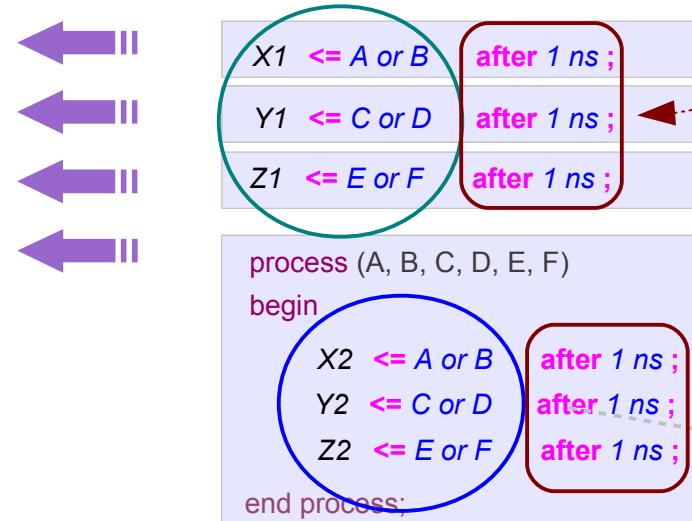 X1 <= A or B after 1 ns ;
Y1 <= C or D after 1 ns ;
Z1 <= E or F after 1 ns ;
process (A, B, C, D, E, F)
begin
X2 <= A or B after 1 ns ;
Y2 <= C or D after 1 ns ;
Z2 <= E or F after 1 ns ;
end process;